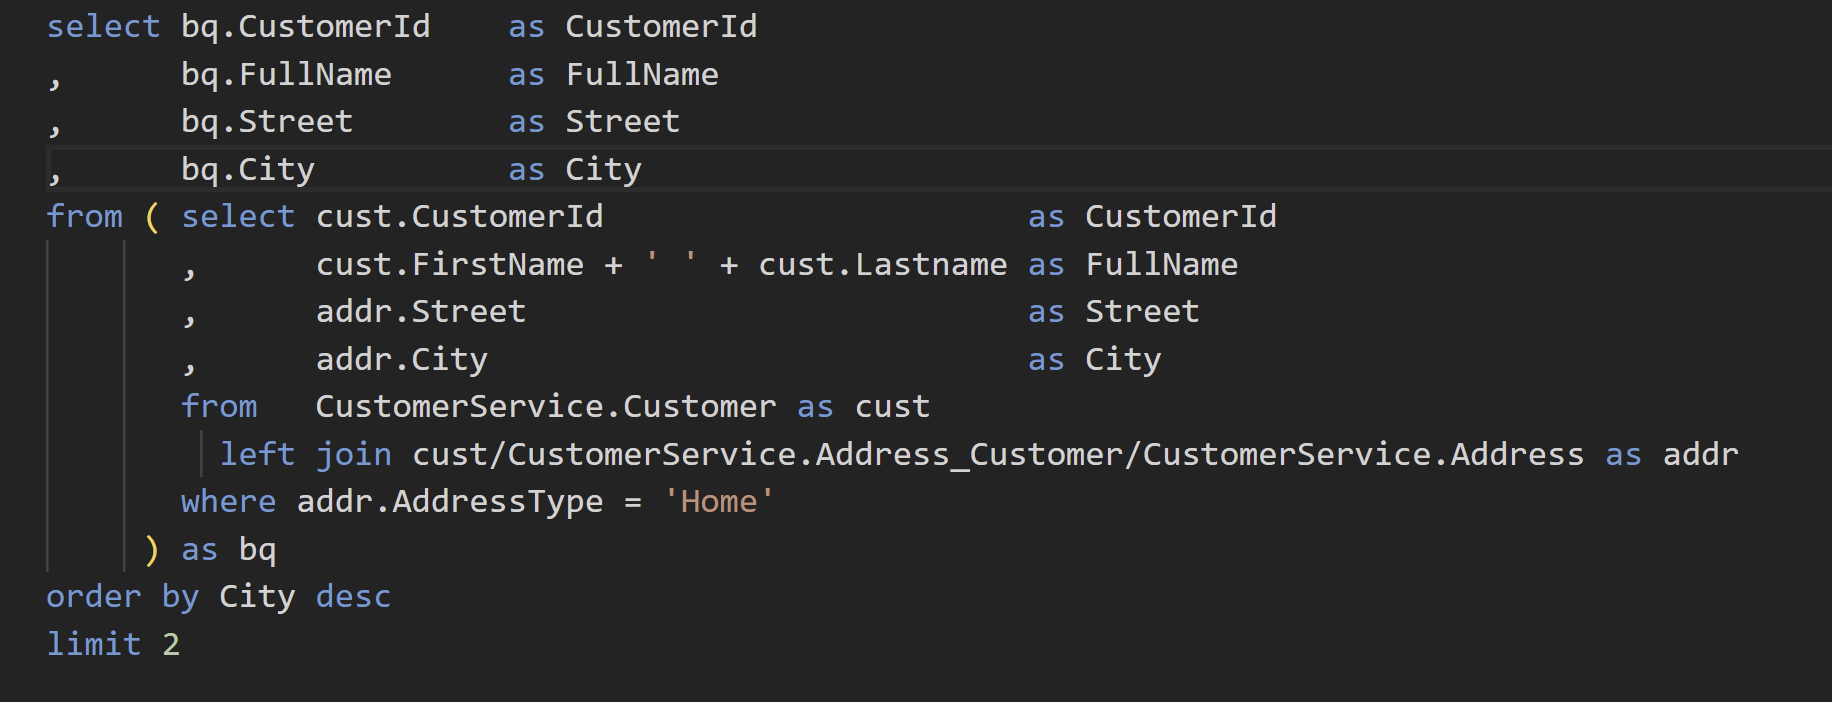 select bq.CustomerId    as CustomerId
,      bq.FullName      as FullName
,      bq.Street        as Street
,      bq.City          as City
from ( select cust.CustomerId                      as CustomerId
       ,      cust.FirstName + ' ' + cust.Lastname as FullName
       ,      addr.Street                          as Street
       ,      addr.City                            as City
       from   CustomerService.Customer as cust
         left join cust/CustomerService.Address_Customer/CustomerService.Address as addr
       where addr.AddressType = 'Home'
     ) as bq
order by City desc
limit 2